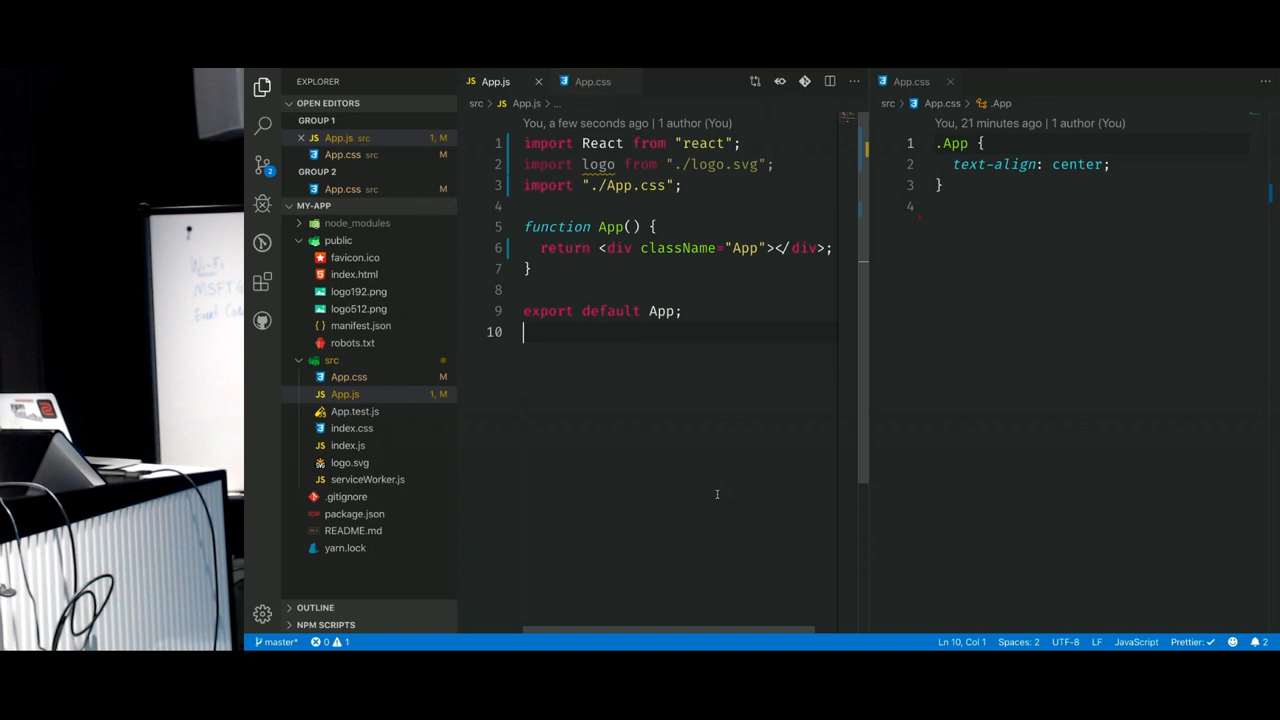 Wi-Fi
MSFT
Event Code
EXPLORER
OPEN EDITORS
GROUP 1
App.js src 1, M
App.css src M
GROUP 2
App.css src M
MY-APP
node_modules
public
favicon.ico
index.html
logo192.png
logo512.png
manifest.json
robots.txt
src
App.css M
App.js 1, M
App.test.js
index.css
index.js
logo.svg
serviceWorker.js
.gitignore
package.json
README.md
yarn.lock
OUTLINE
NPM SCRIPTS
JS App.js App.css
src > JS App.js > ...
You, a few seconds ago | 1 author (You)
1 import React from "react";
2 import logo from "./logo.svg";
3 import "./App.css";
4
5 function App() {
6 return <div className="App"></div>;
7 }
8
9 export default App;
10
App.css
src > App.css > .App
You, 21 minutes ago | 1 author (You)
1 .App {
2 text-align: center;
3 }
4
master* 0 1 Ln 10, Col 1 Spaces: 2 UTF-8 LF JavaScript Prettier: ✓ 2